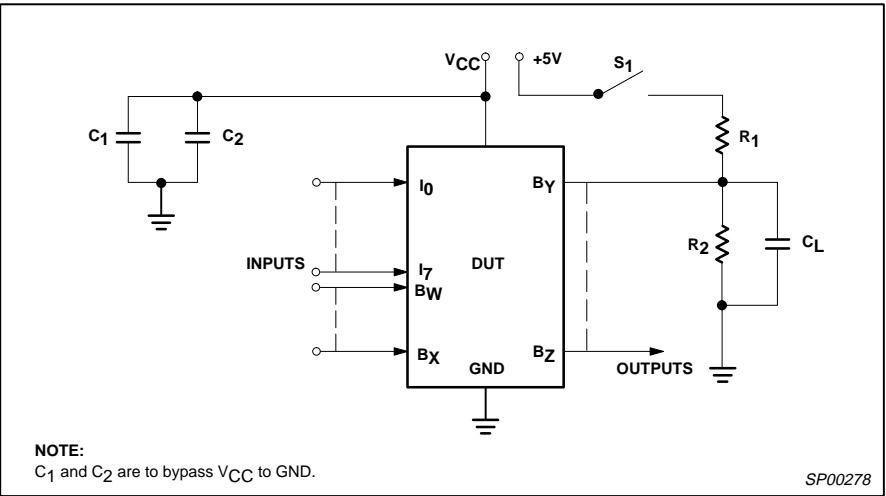 VCC
+5V
S1
C1
C2
R1
I0
BY
R2
CL
INPUTS
I7
DUT
BW
BX
BZ
GND
OUTPUTS
NOTE:
C1 and C2 are to bypass VCC to GND.
SP00278